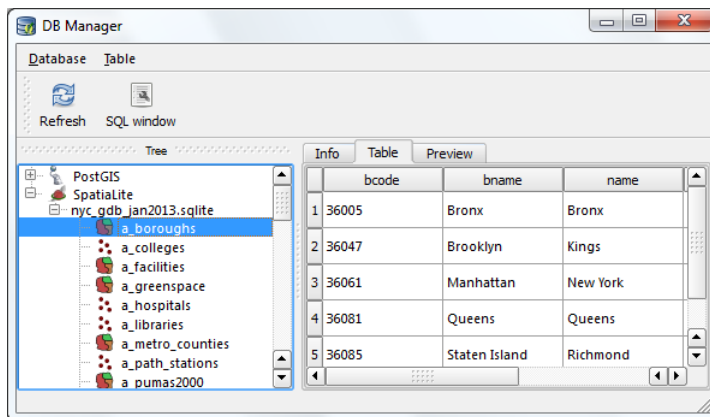 DB Manager
Database Table
Refresh SQL window
Tree
PostGIS
SpatiaLite
nyc_gdb_jan2013.sqlite
a_boroughs
a_colleges
a_facilities
a_greenspace
a_hospitals
a_libraries
a_metro_counties
a_path_stations
a_pumas2000
Info Table Preview
bcode bname name
1 36005 Bronx Bronx
2 36047 Brooklyn Kings
3 36061 Manhattan New York
4 36081 Queens Queens
5 36085 Staten Island Richmond